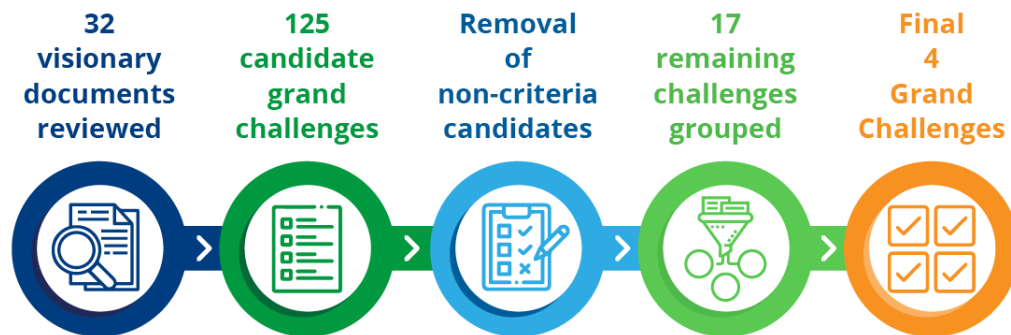 32
visionary
documents
reviewed
125
candidate
grand
challenges
Removal
of
non-criteria
candidates
17
remaining
challenges
grouped
Final
4
Grand
Challenges